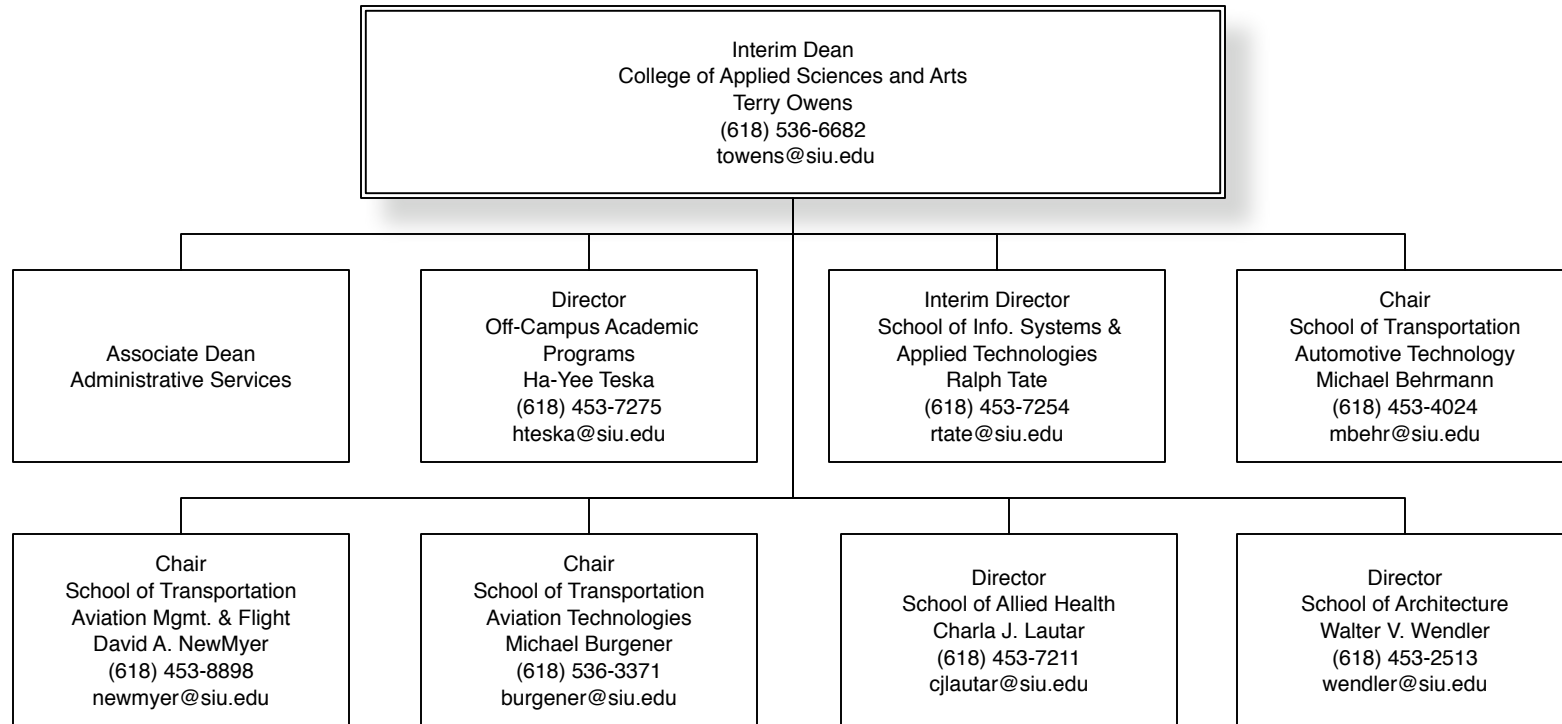 Interim Dean
College of Applied Sciences and Arts
Terry Owens
(618) 536-6682
towens@siu.edu
Associate Dean
Administrative Services
Director
Off-Campus Academic
Programs
Ha-Yee Teska
(618) 453-7275
hteska@siu.edu
Interim Director
School of Info. Systems &
Applied Technologies
Ralph Tate
(618) 453-7254
rtate@siu.edu
Chair
School of Transportation
Automotive Technology
Michael Behrmann
(618) 453-4024
mbehr@siu.edu
Chair
School of Transportation
Aviation Mgmt. & Flight
David A. NewMyer
(618) 453-8898
newmyer@siu.edu
Chair
School of Transportation
Aviation Technologies
Michael Burgener
(618) 536-3371
burgener@siu.edu
Director
School of Allied Health
Charla J. Lautar
(618) 453-7211
cjlautar@siu.edu
Director
School of Architecture
Walter V. Wendler
(618) 453-2513
wendler@siu.edu